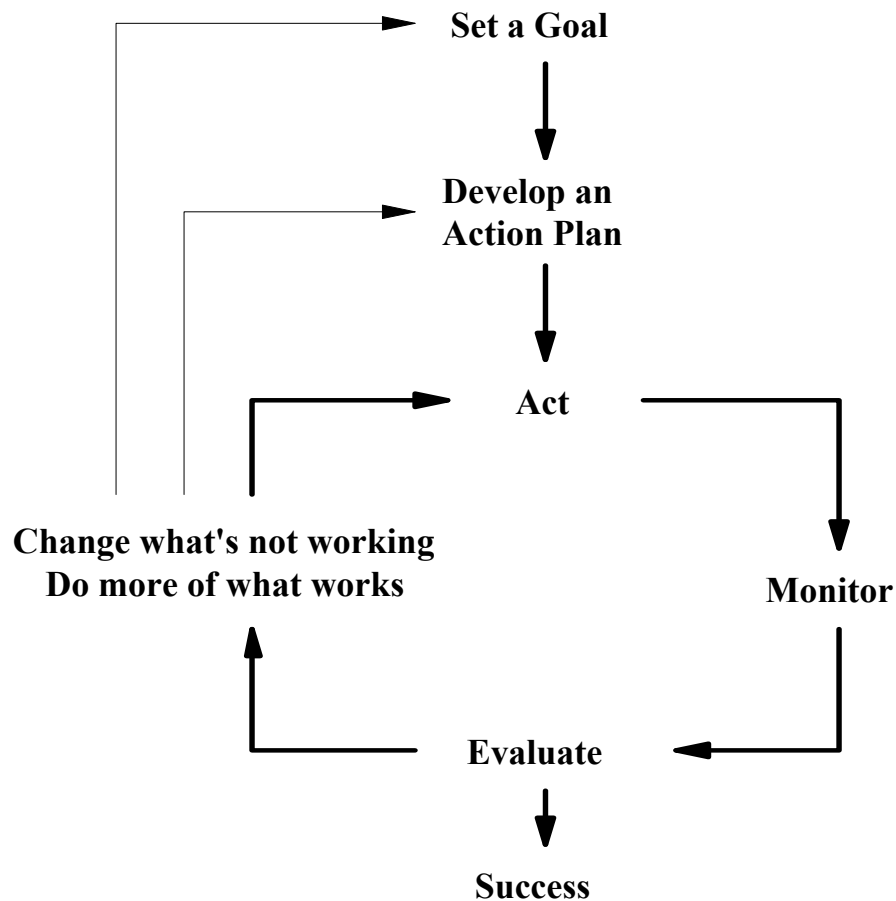 Set a Goal
Develop an
Action Plan
Act
Change what's not working
Do more of what works
Monitor
Evaluate
Success